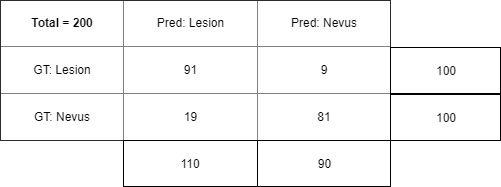 Total = 200 Pred: Lesion Pred: Nevus
GT: Lesion 91 9 100
GT: Nevus 19 81 100
110 90